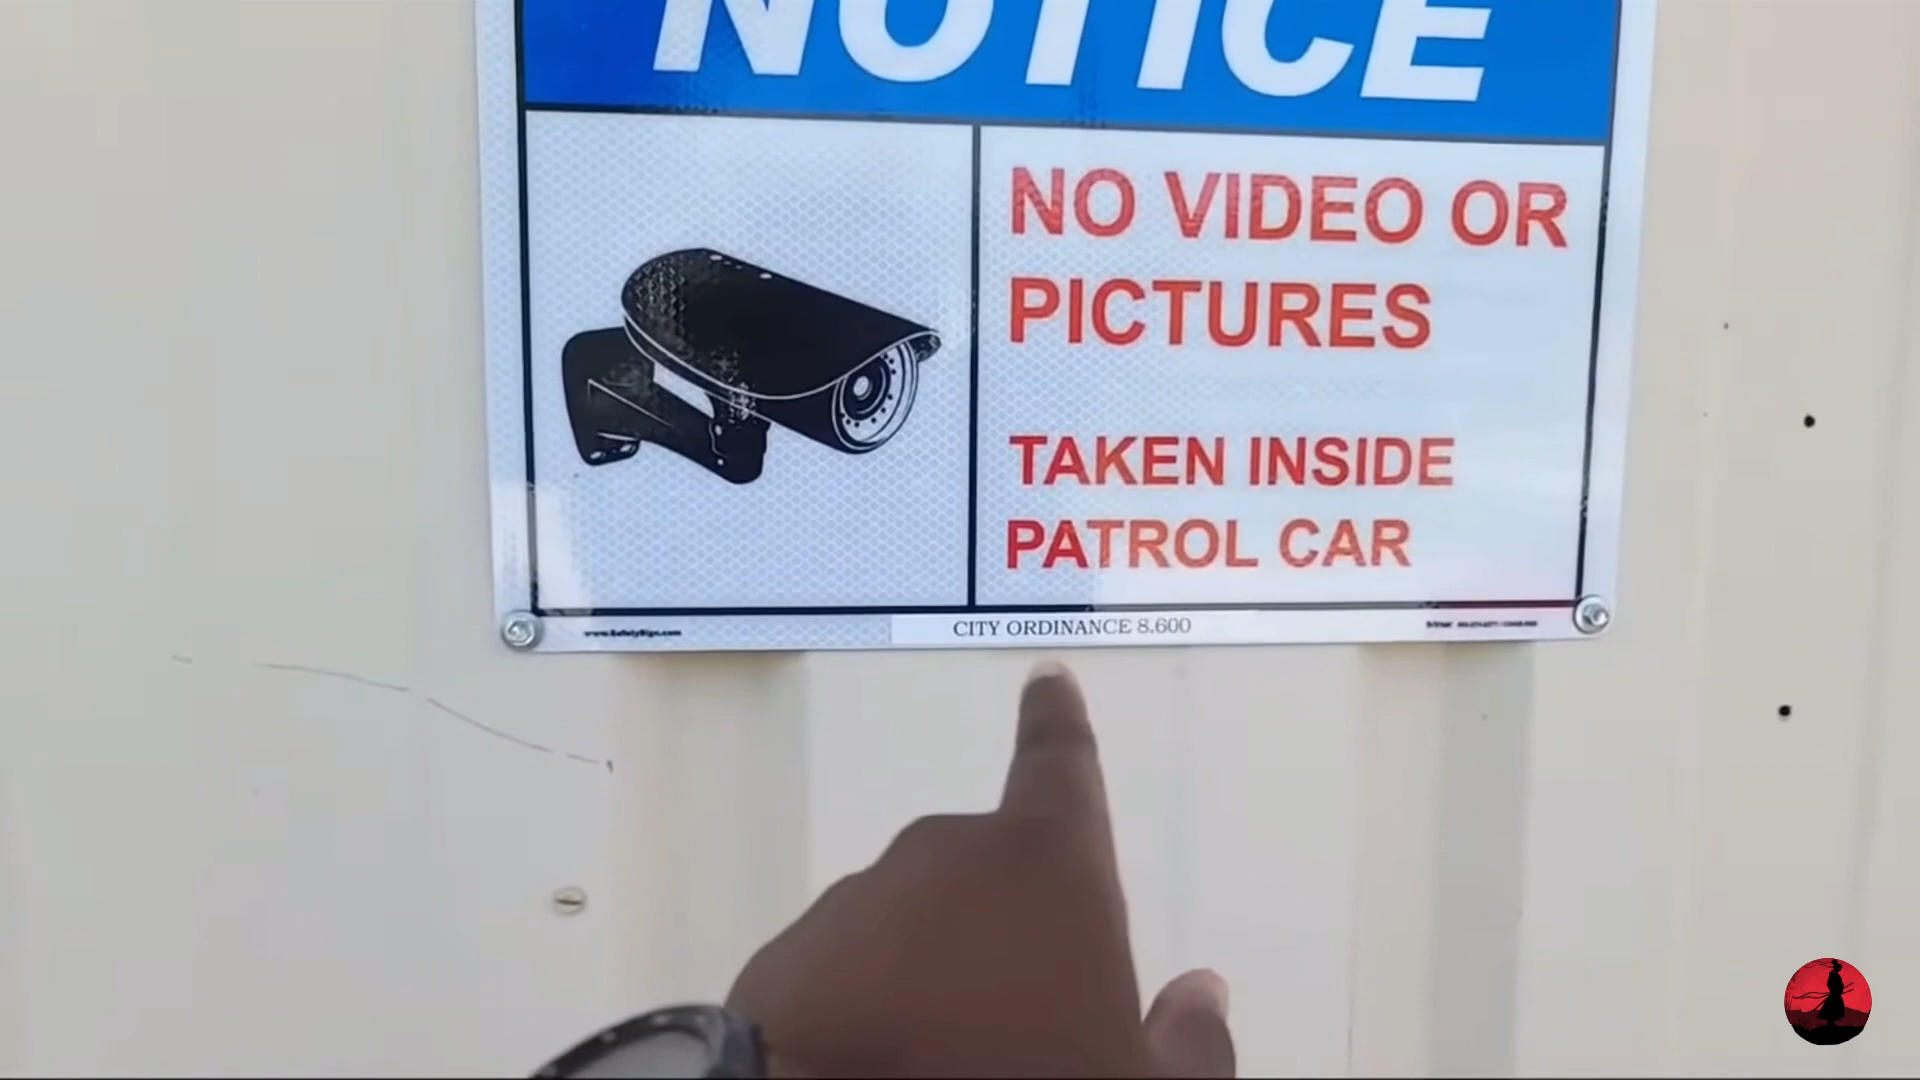 NOTICE
NO VIDEO OR
PICTURES
TAKEN INSIDE
PATROL CAR
www.SafetySign.com
CITY ORDINANCE 8.600